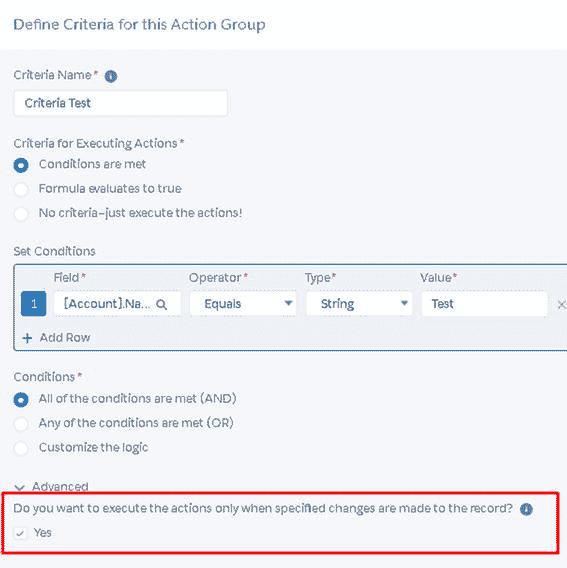 Define Criteria for this Action Group
Criteria Name*
Criteria Test
Criteria for Executing Actions*
Conditions are met
Formula evaluates to true
No criteria–just execute the actions!
Set Conditions
Field* Operator* Type* Value*
1 [Account].Na... Equals String Test
+ Add Row
Conditions*
All of the conditions are met (AND)
Any of the conditions are met (OR)
Customize the logic
Advanced
Do you want to execute the actions only when specified changes are made to the record?
Yes